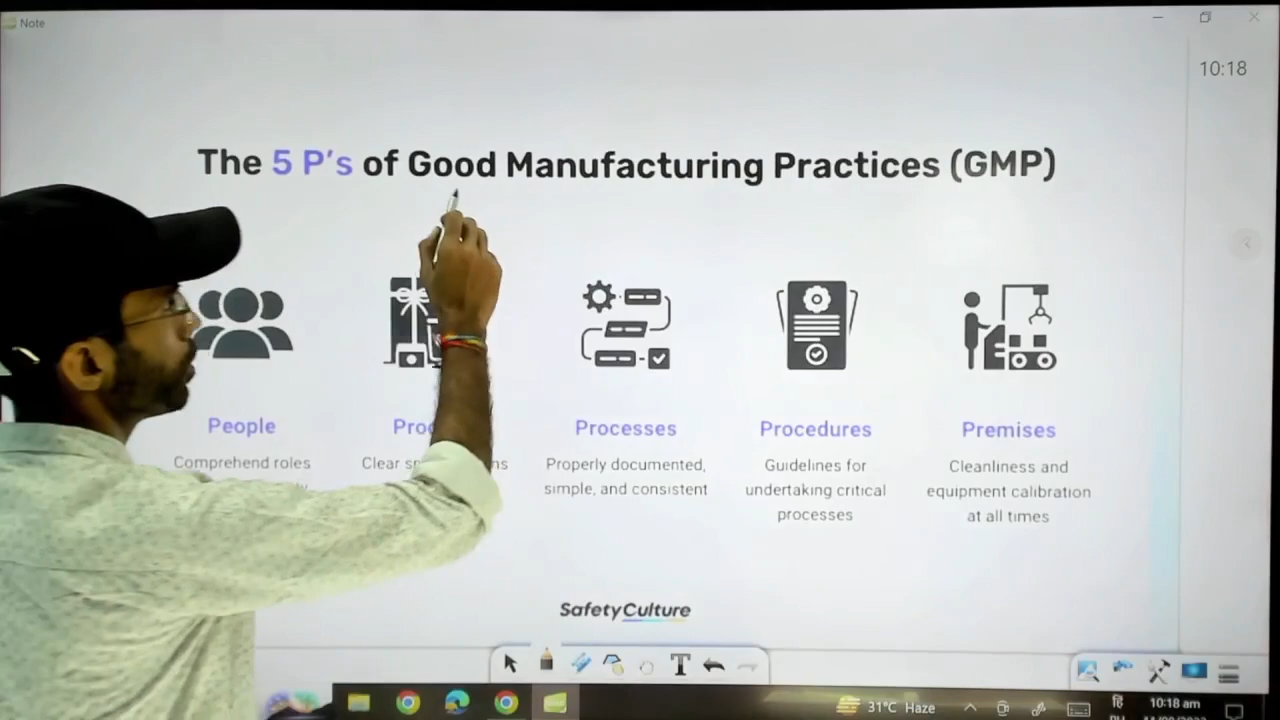 Note
10:18
The 5 P's of Good Manufacturing Practices (GMP)
People
Processes
Procedures
Premises
Comprehend roles
Clear
Properly documented,
simple, and consistent
Guidelines for
undertaking critical
processes
Cleanliness and
equipment calibration
at all times
SafetyCulture
T
31°C Haze
हि
10:18 am